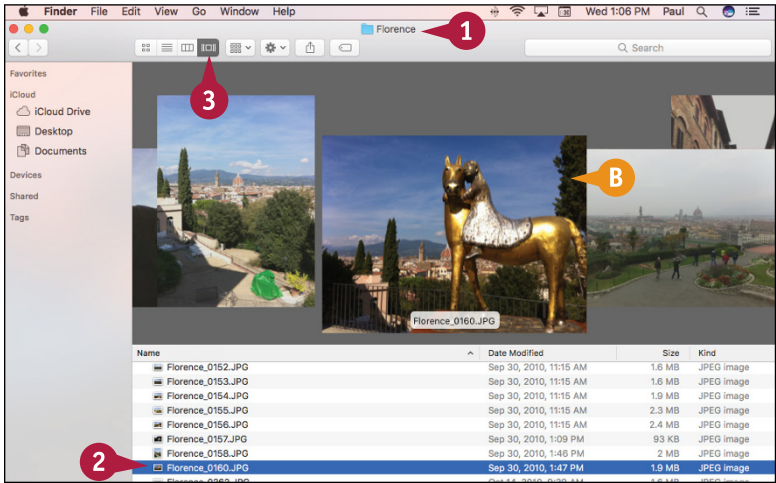 Finder File Edit View Go Window Help Wed 1:06 PM Paul
Florence
1
Search
3
Favorites
iCloud
iCloud Drive
Desktop
Documents
Devices
Shared
Tags
B
Florence_0160.JPG
Name Date Modified Size Kind
Florence_0152.JPG Sep 30, 2010, 11:15 AM 1.6 MB JPEG image
Florence_0153.JPG Sep 30, 2010, 11:15 AM 1.6 MB JPEG image
Florence_0154.JPG Sep 30, 2010, 11:15 AM 1.9 MB JPEG image
Florence_0155.JPG Sep 30, 2010, 11:15 AM 2.3 MB JPEG image
Florence_0156.JPG Sep 30, 2010, 11:15 AM 2.4 MB JPEG image
Florence_0157.JPG Sep 30, 2010, 1:09 PM 93 KB JPEG image
Florence_0158.JPG Sep 30, 2010, 1:46 PM 2 MB JPEG image
2
Florence_0160.JPG Sep 30, 2010, 1:47 PM 1.9 MB JPEG image